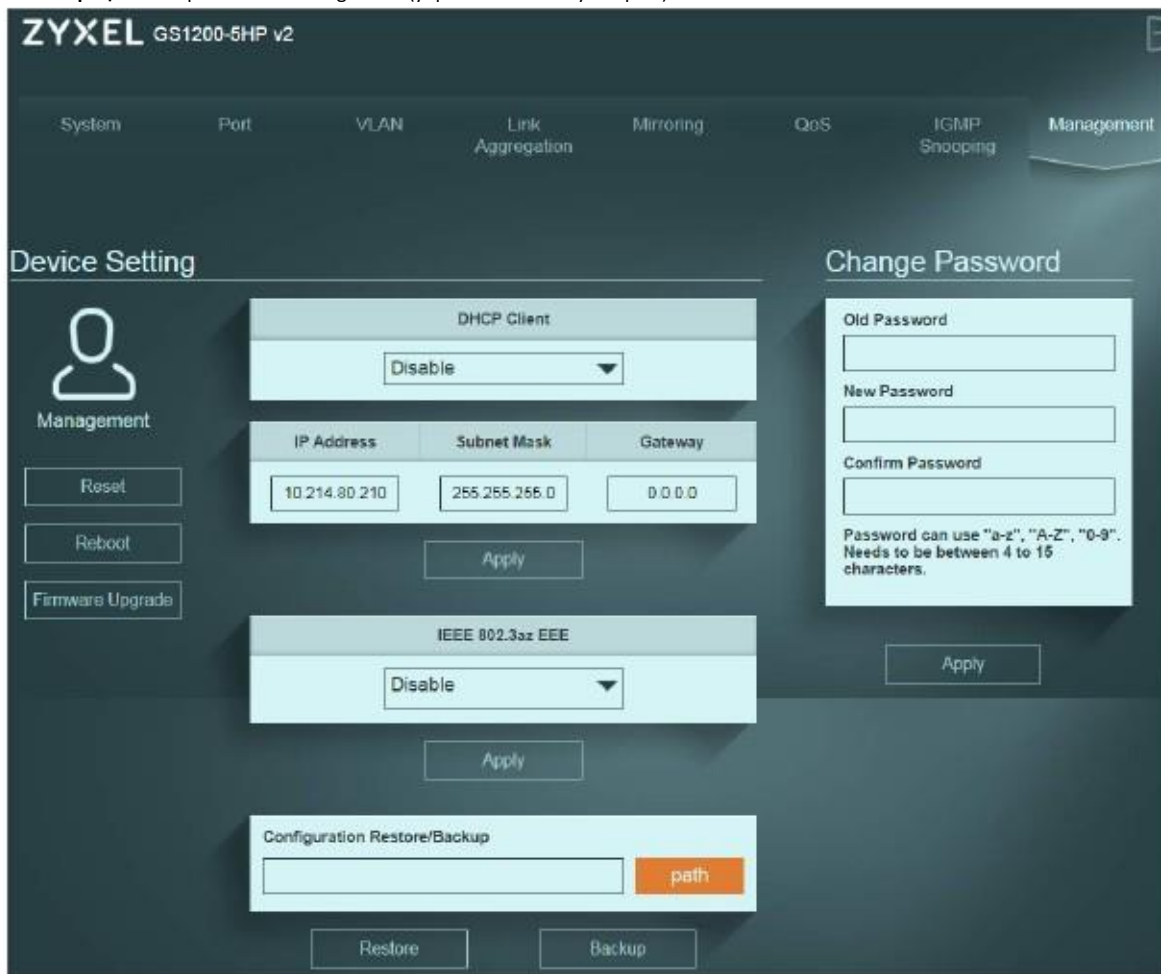 ZYXEL GS1200-5HP v2
System
Port
VLAN
Link
Aggregation
Mirroring
QoS
IGMP
Snooping
Management
Device Setting
Management
Reset
Reboot
Firmware Upgrade
DHCP Client
Disable
IP Address Subnet Mask Gateway
10.214.80.210 255.255.255.0 0.0.0.0
Apply
IEEE 802.3az EEE
Disable
Apply
Configuration Restore/Backup
path
Restore Backup
Change Password
Old Password
New Password
Confirm Password
Password can use "a-z", "A-Z", "0-9".
Needs to be between 4 to 15
characters.
Apply